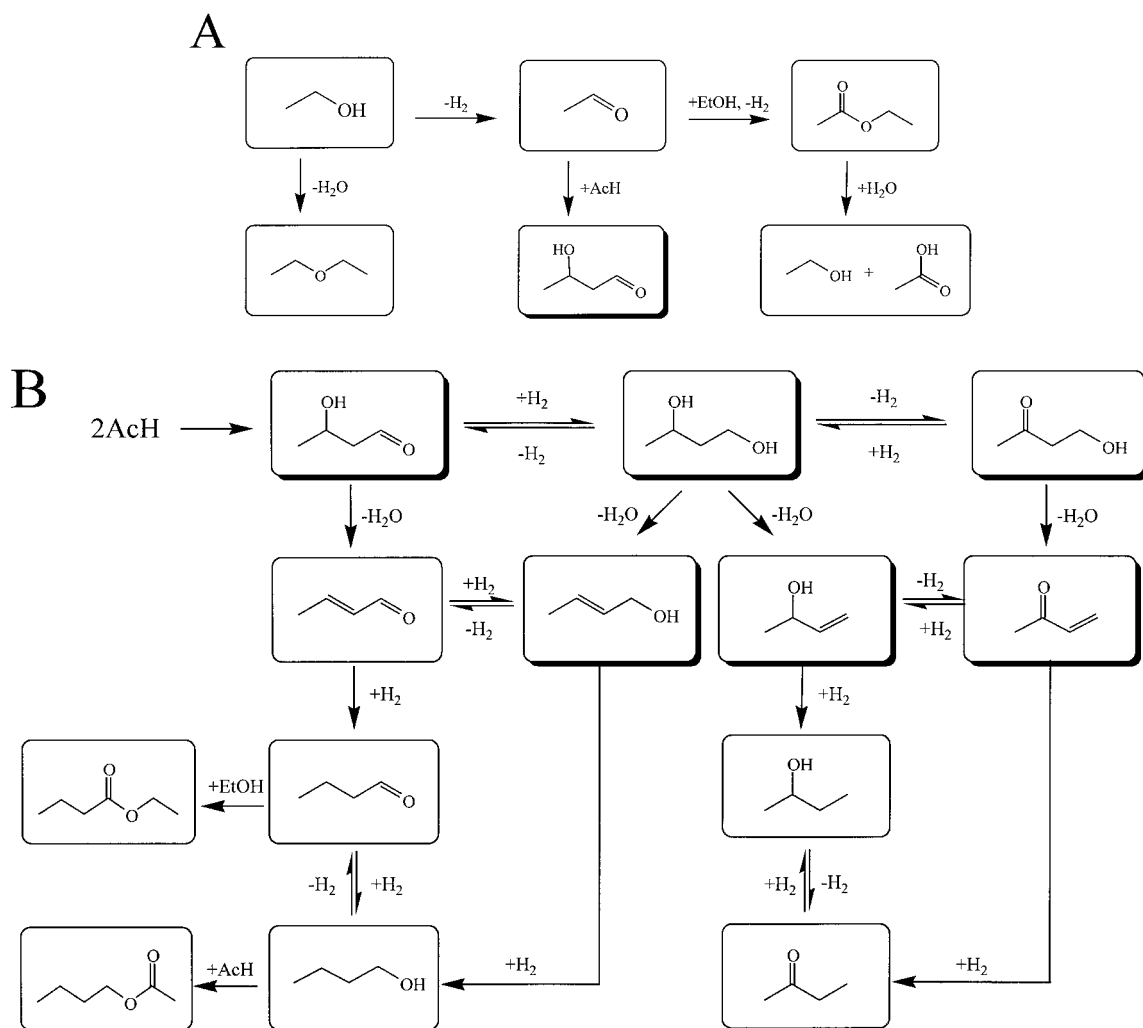 A
OH
-H₂
O
+EtOH, -H₂
O
O
-H₂O
+AcH
+H₂O
O
HO
O
OH
+
OH
O
B
2AcH
OH
O
+H₂
-H₂
OH
OH
-H₂
+H₂
O
OH
-H₂O
-H₂O
-H₂O
-H₂O
O
+H₂
-H₂
OH
OH
-H₂
+H₂
O
+H₂
+H₂
O
O
+EtOH
O
OH
-H₂
+H₂
+H₂
-H₂
O
O
+AcH
OH
+H₂
O
+H₂